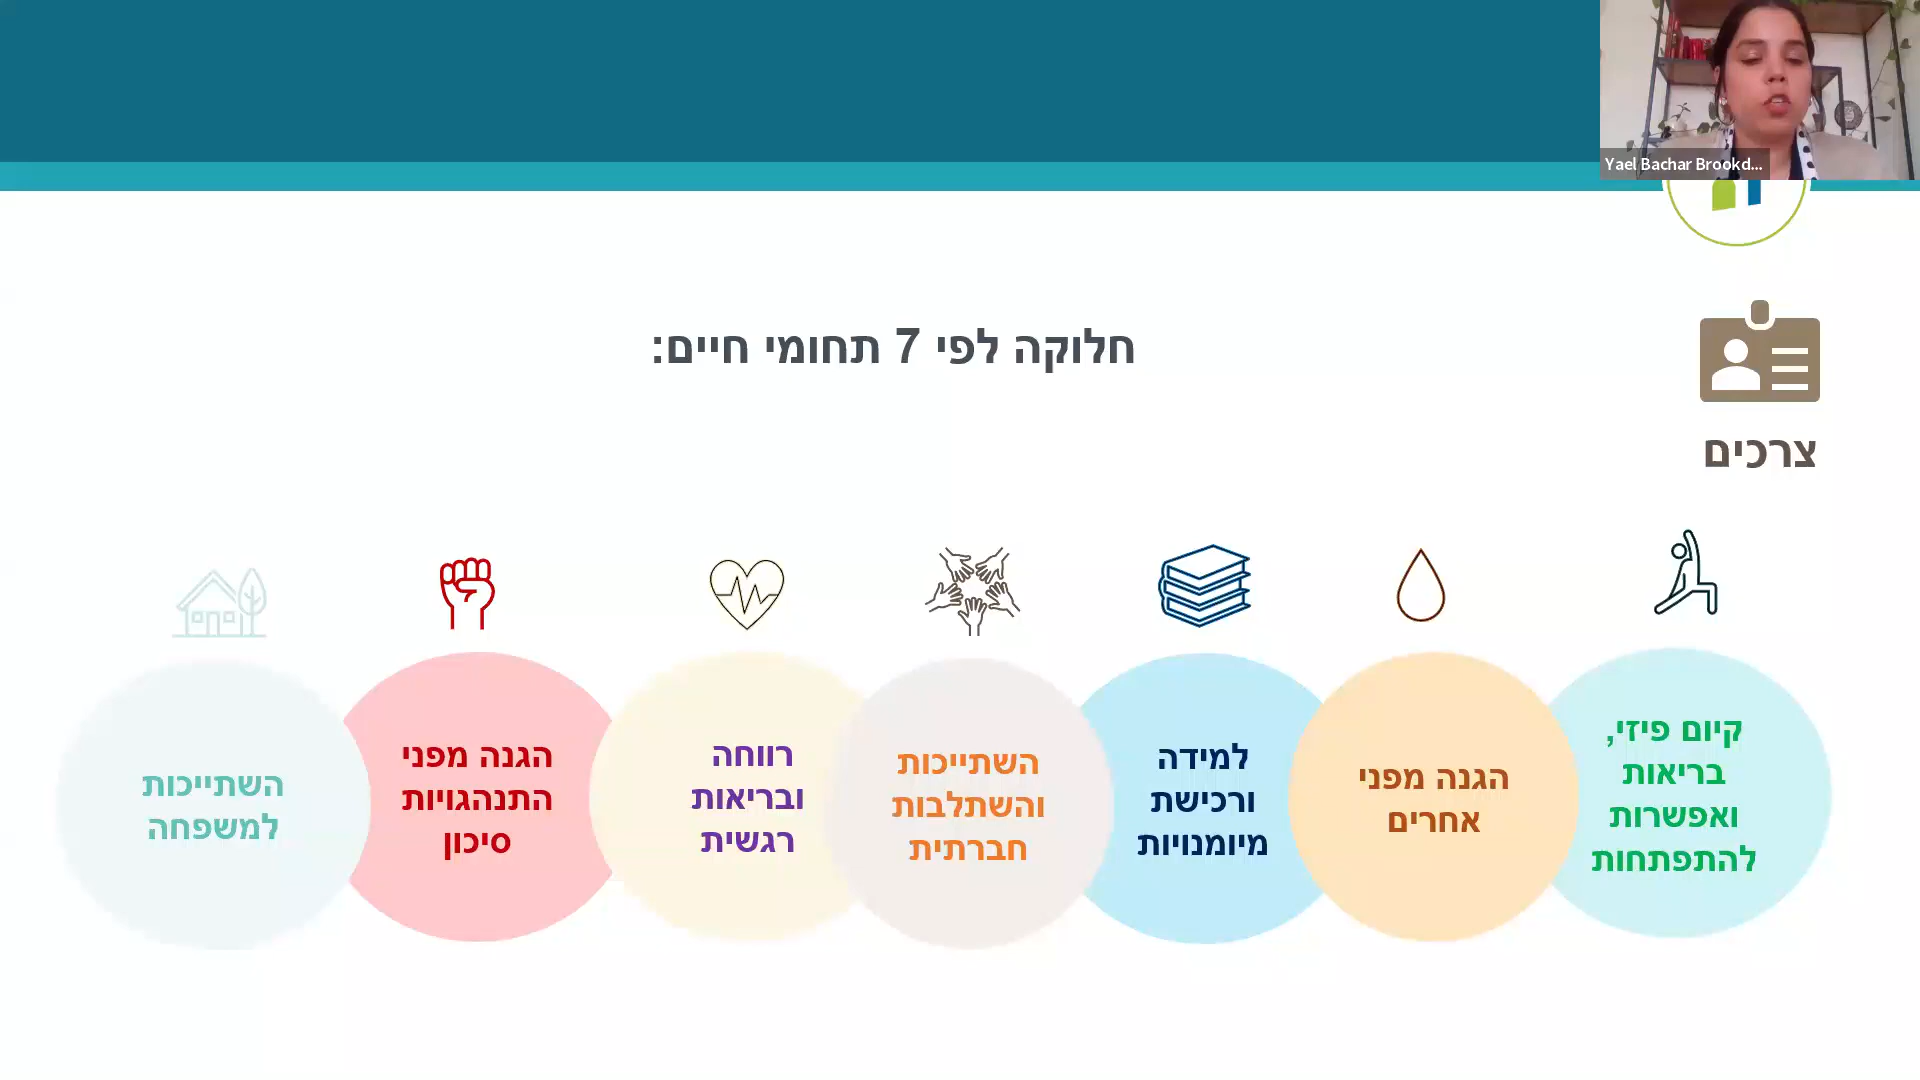 Yael Bachar Brookd...
חלוקה לפי 7 תחומי חיים:
צרכים
קיום פיזי,
בריאות
ואפשרות
להתפתחות
הגנה מפני
אחרים
למידה
ורכישת
מיומנויות
השתייכות
והשתלבות
חברתית
רווחה
ובריאות
רגשית
הגנה מפני
התנהגויות
סיכון
השתייכות
למשפחה